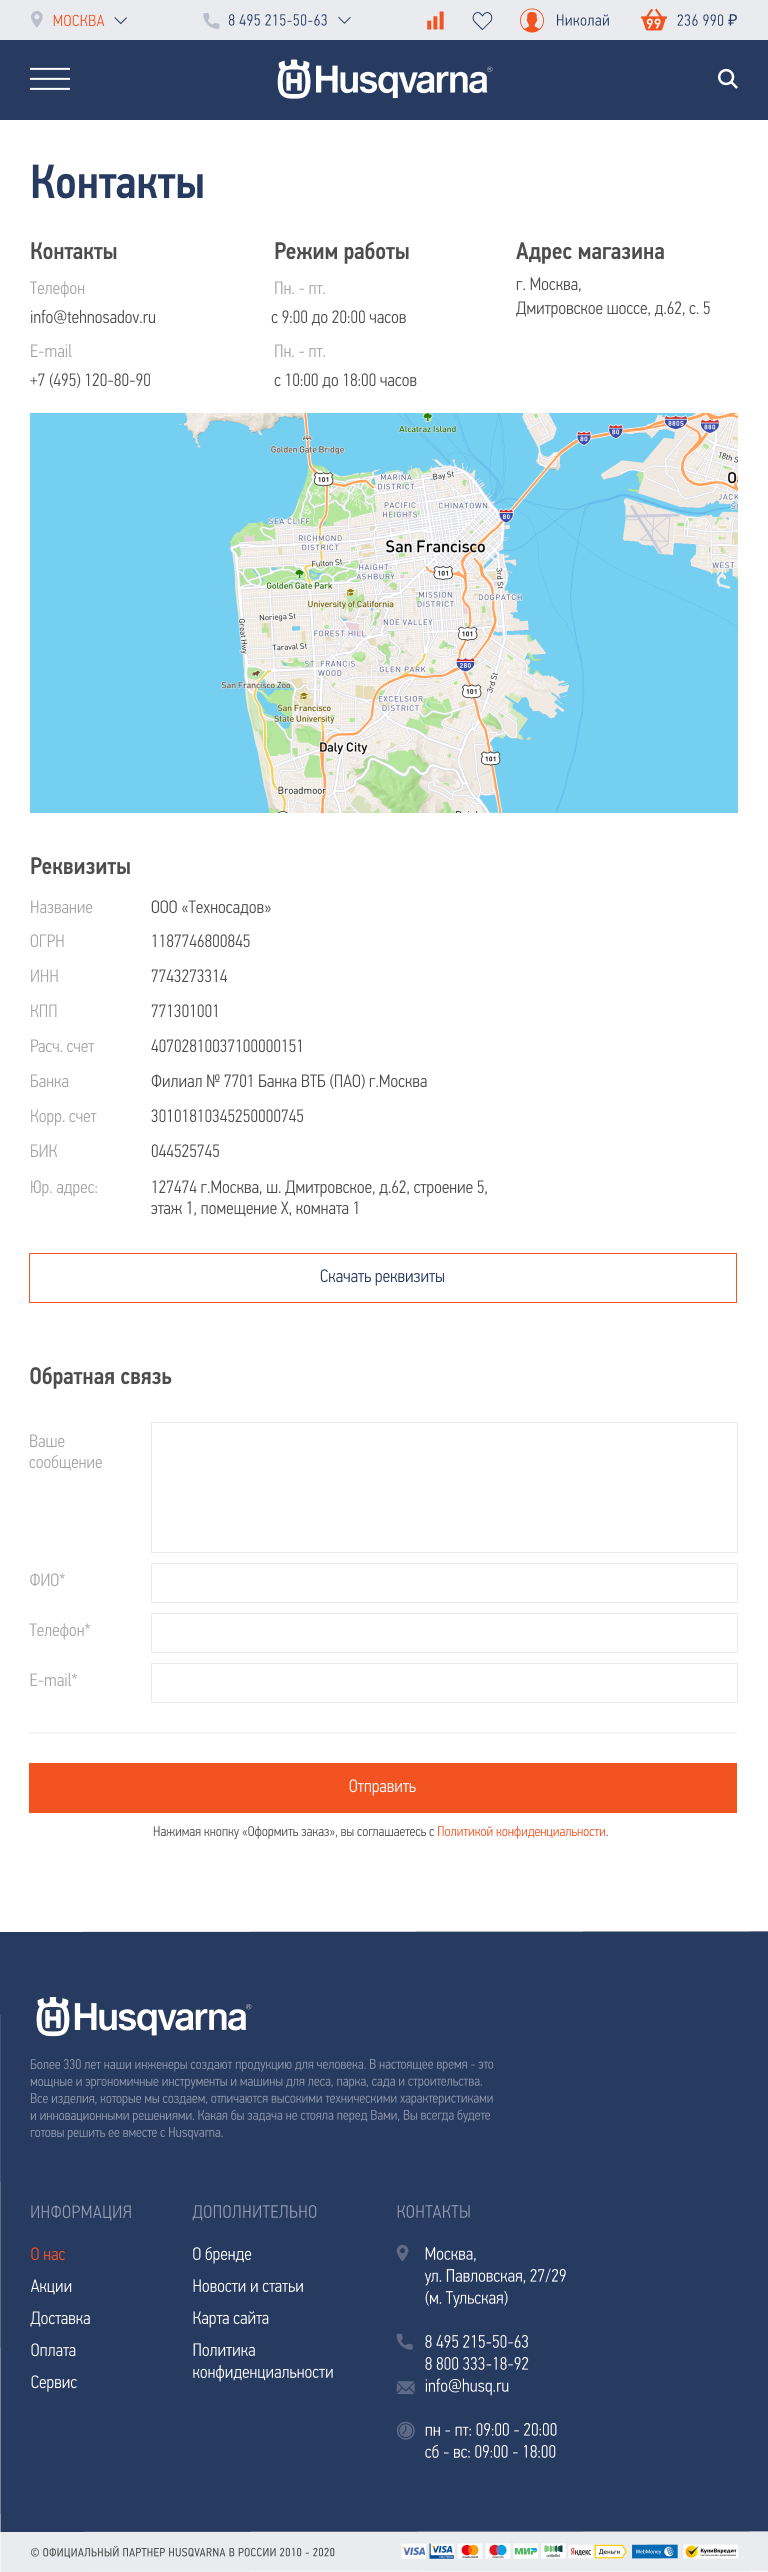 МОСКВА
8 495 215-50-63
Николай
99
236 990 ₽
Husqvarna®
Контакты
Контакты
Телефон
info@tehnosadov.ru
E-mail
+7 (495) 120-80-90
Режим работы
Пн. - пт.
с 9:00 до 20:00 часов
Пн. - пт.
с 10:00 до 18:00 часов
Адрес магазина
г. Москва,
Дмитровское шоссе, д.62, с. 5
Alcatraz Island
80
80
880S
880
Golden Gate Bridge
18th S
101
MARINA
DISTRICT
Bay St
PACIFIC
HEIGHTS
CHINATOWN
JACK
80
SEA CLIFF
RICHMOND
DISTRICT
San Francisco
Fulton St
HAIGHT-
ASHBURY
101
3rd St
WEST
Golden Gate Park
University of California
MISSION
DISTRICT
DOGPATCH
Noriega St
Great Hwy
NOE VALLEY
FOREST HILL
101
Taraval St
ST. FRANCIS
WOOD
GLEN PARK
280
San Francisco Zoo
101
3rd St
San Francisco
State University
EXCELSIOR
DISTRICT
Daly City
101
Broadmoor
Реквизиты
Название ООО «Техносадов»
ОГРН 1187746800845
ИНН 7743273314
КПП 771301001
Расч. счет 40702810037100000151
Банка Филиал № 7701 Банка ВТБ (ПАО) г.Москва
Корр. счет 30101810345250000745
БИК 044525745
Юр. адрес: 127474 г.Москва, ш. Дмитровское, д.62, строение 5,
этаж 1, помещение X, комната 1
Скачать реквизиты
Обратная связь
Ваше
сообщение
ФИО*
Телефон*
E-mail*
Отправить
Нажимая кнопку «Оформить заказ», вы соглашаетесь с Политикой конфиденциальности.
Husqvarna®
Более 330 лет наши инженеры создают продукцию для человека. В настоящее время - это
мощные и эргономичные инструменты и машины для леса, парка, сада и строительства.
Все изделия, которые мы создаем, отличаются высокими техническими характеристиками
и инновационными решениями. Какая бы задача не стояла перед Вами, Вы всегда будете
готовы решить ее вместе с Husqvarna.
ИНФОРМАЦИЯ
О нас
Акции
Доставка
Оплата
Сервис
ДОПОЛНИТЕЛЬНО
О бренде
Новости и статьи
Карта сайта
Политика
конфиденциальности
КОНТАКТЫ
Москва,
ул. Павловская, 27/29
(м. Тульская)
8 495 215-50-63
8 800 333-18-92
info@husq.ru
пн - пт: 09:00 - 20:00
сб - вс: 09:00 - 18:00
© ОФИЦИАЛЬНЫЙ ПАРТНЕР HUSQVARNA В РОССИИ 2010 - 2020
VISA VISA МИР Яндекс Деньги WebMoney КупиВкредит